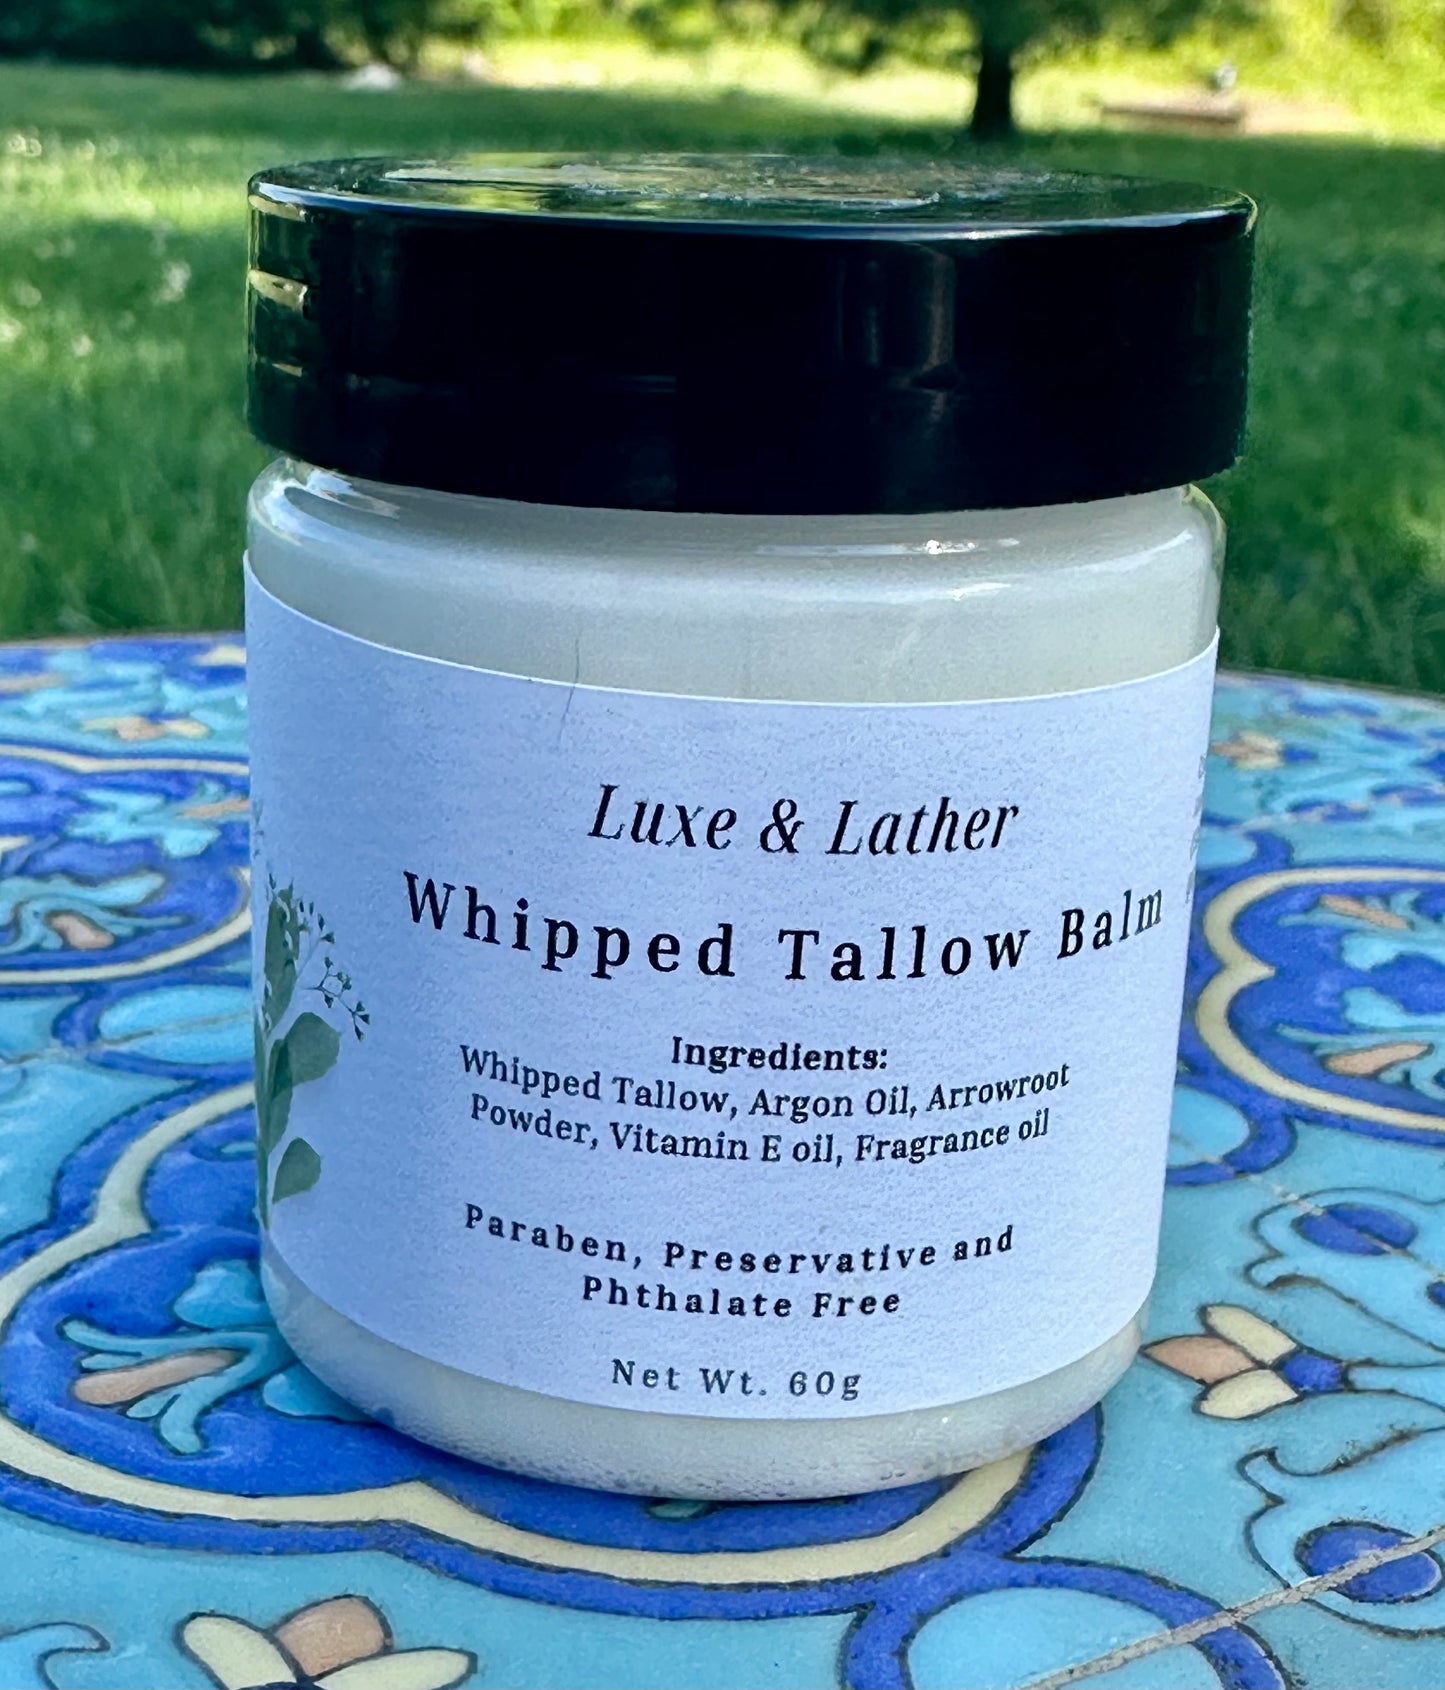 Luxe & Lather
Whipped Tallow Balm
Ingredients:
Whipped Tallow, Argon Oil, Arrowroot
Powder, Vitamin E oil, Fragrance oil
Paraben, Preservative and
Phthalate Free
Net Wt. 60g